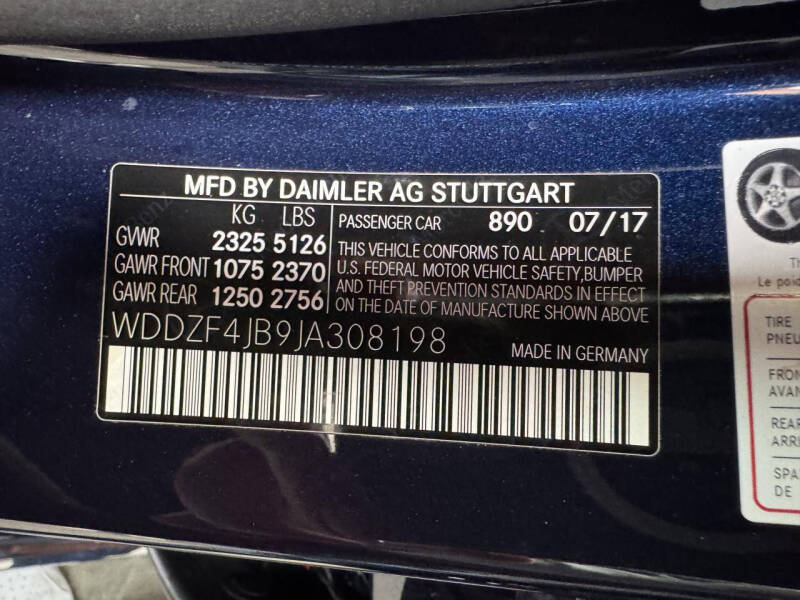 MFD BY DAIMLER AG STUTTGART
KG LBS
GVWR 2325 5126
GAWR FRONT 1075 2370
GAWR REAR 1250 2756
PASSENGER CAR 890 07/17
THIS VEHICLE CONFORMS TO ALL APPLICABLE
U.S. FEDERAL MOTOR VEHICLE SAFETY,BUMPER
AND THEFT PREVENTION STANDARDS IN EFFECT
ON THE DATE OF MANUFACTURE SHOWN ABOVE
WDDZF4JB9JA308198
MADE IN GERMANY
Le poid
TIRE
PNEU
FRON
AVAN
REAR
ARRI
SPA
DE